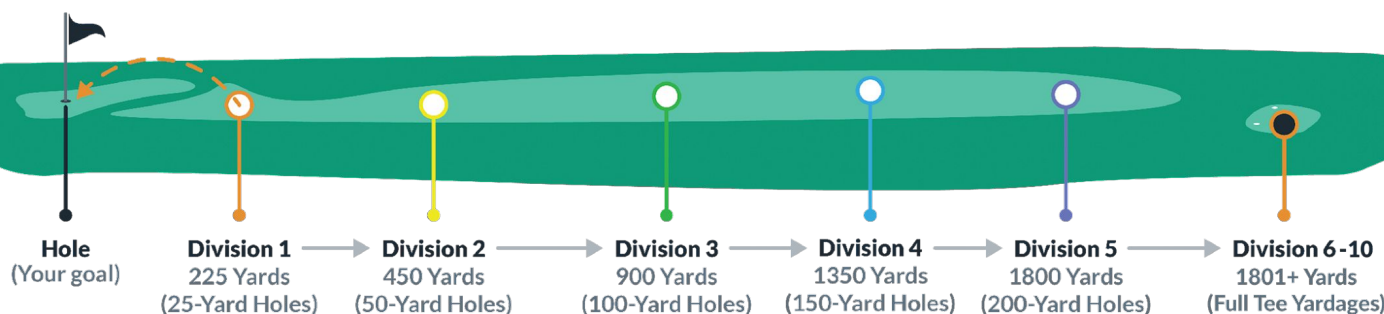 Hole
(Your goal)
Division 1
225 Yards
(25-Yard Holes)
Division 2
450 Yards
(50-Yard Holes)
Division 3
900 Yards
(100-Yard Holes)
Division 4
1350 Yards
(150-Yard Holes)
Division 5
1800 Yards
(200-Yard Holes)
Division 6-10
1801+ Yards
(Full Tee Yardages)